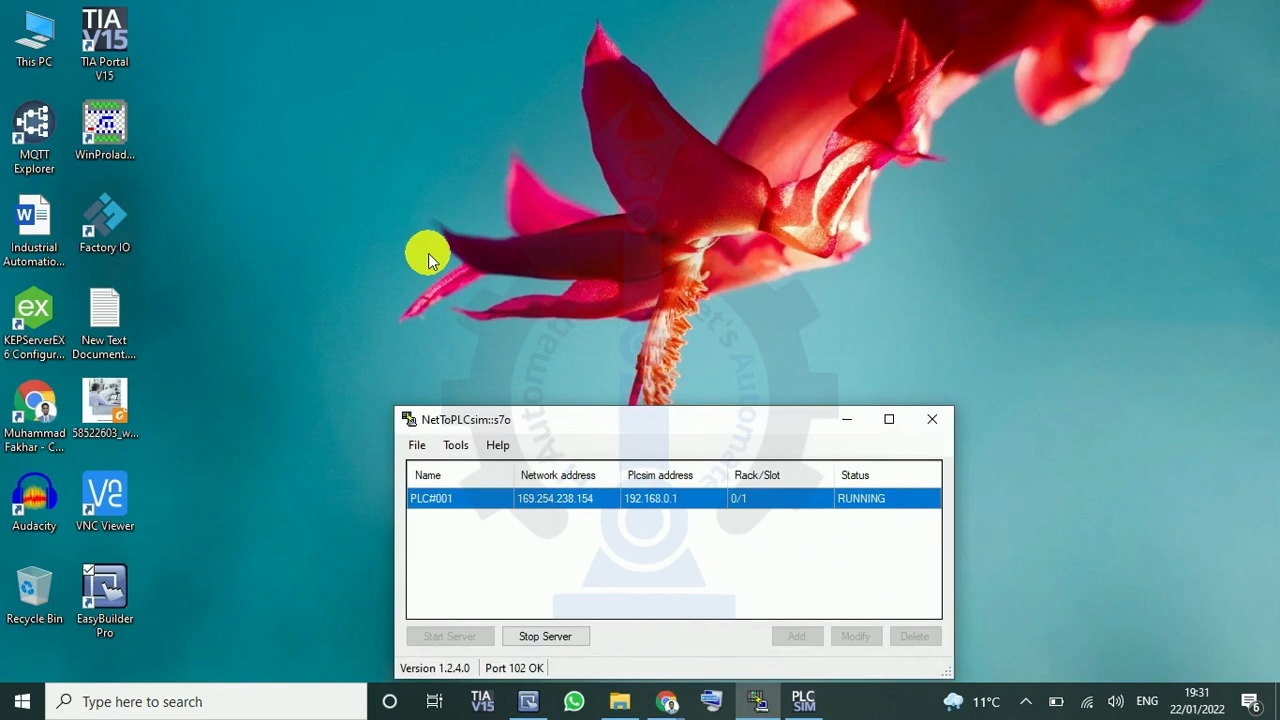 This PC
TIA
V15
TIA Portal
V15
MQTT
Explorer
WinProlad...
W
Industrial
Automatio...
Factory IO
ex
KEPServerEX
6 Configur...
New Text
Document....
Muhammad
Fakhar - C...
58522603_w...
Audacity
VNC Viewer
Recycle Bin
EasyBuilder
Pro
Automatic
Let's Automate
NetToPLCsim::s7o
File Tools Help
Name Network address Plcsim address Rack/Slot Status
PLC#001 169.254.238.154 192.168.0.1 0/1 RUNNING
Start Server Stop Server Add Modify Delete
Version 1.2.4.0 Port 102 OK
Type here to search
TIA
V15
PLC
SIM
11°C
ENG
19:31
22/01/2022
6